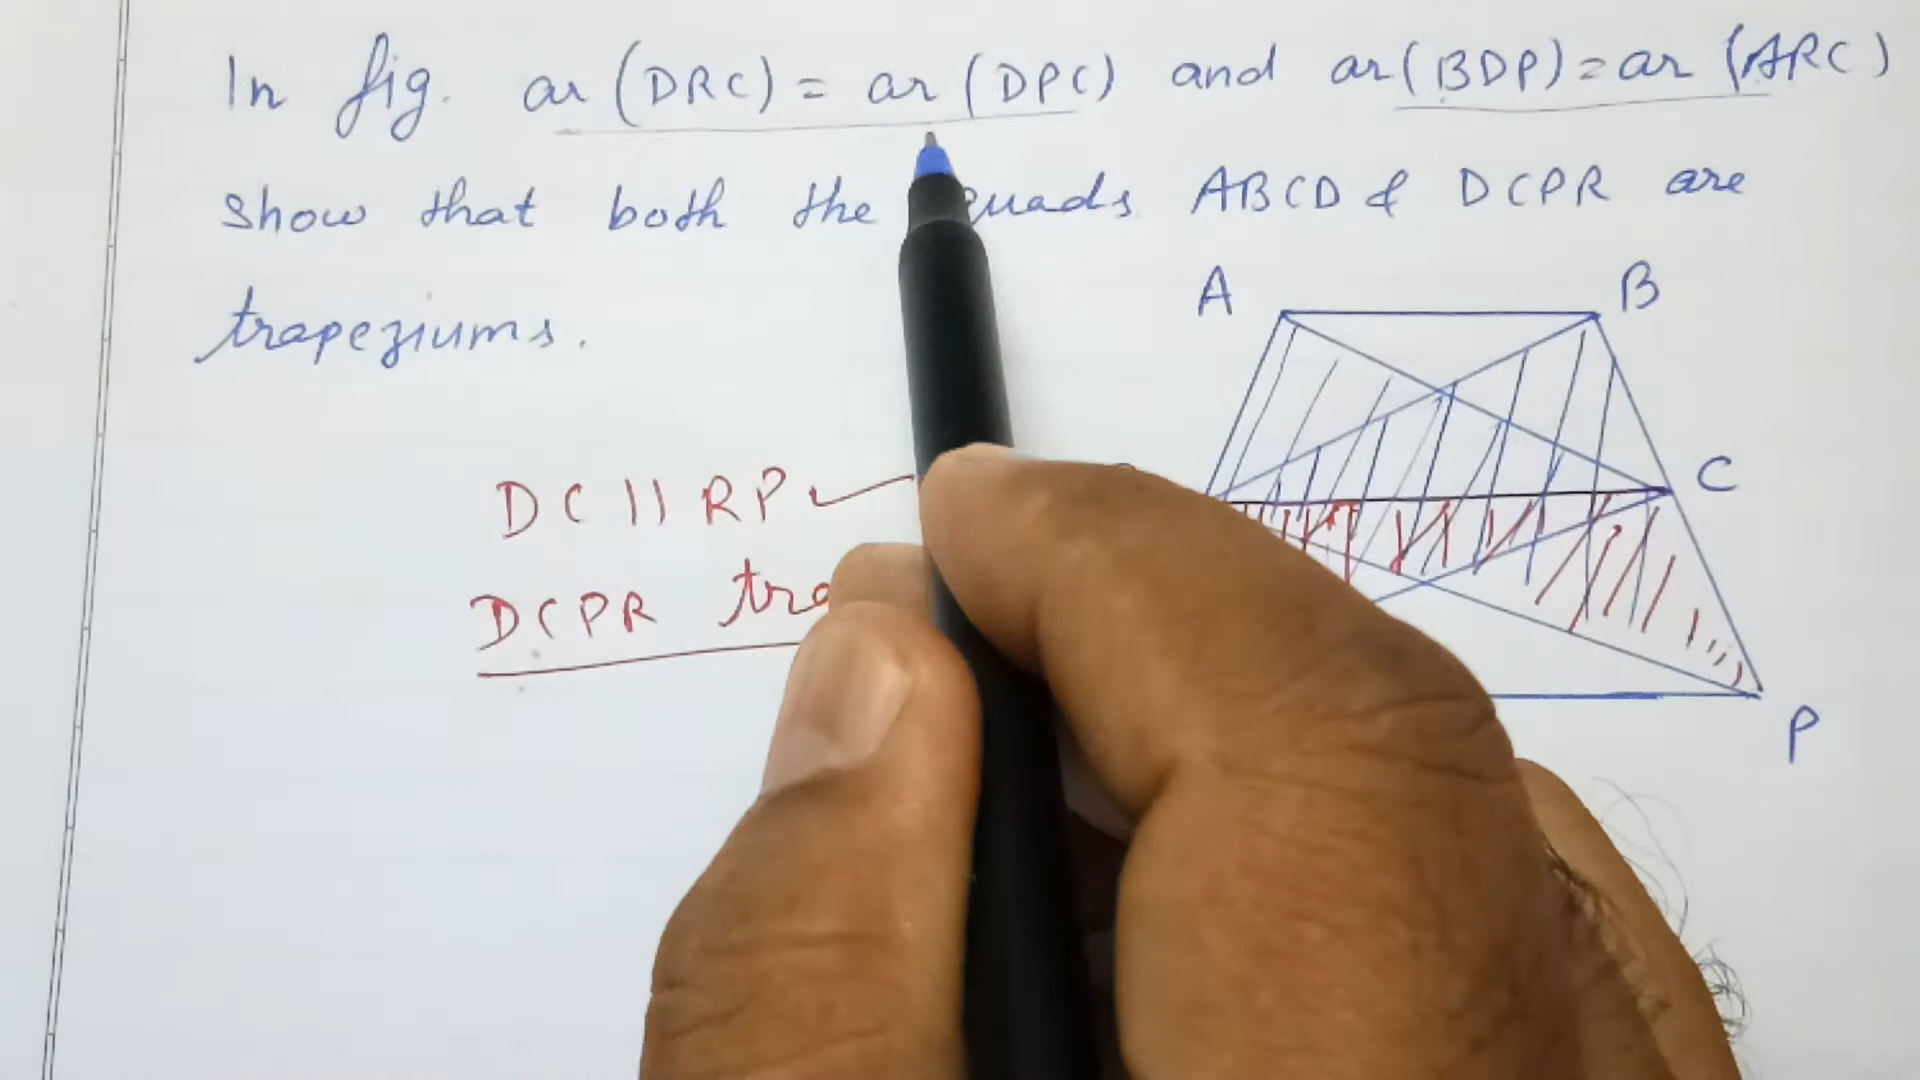 In fig. ar (DRC) = ar (DPC) and ar (BDP) = ar (ARC)
show that both the ABCD & DCPR are
trapeziums.
A
B
DC || RP
C
DCPR
P